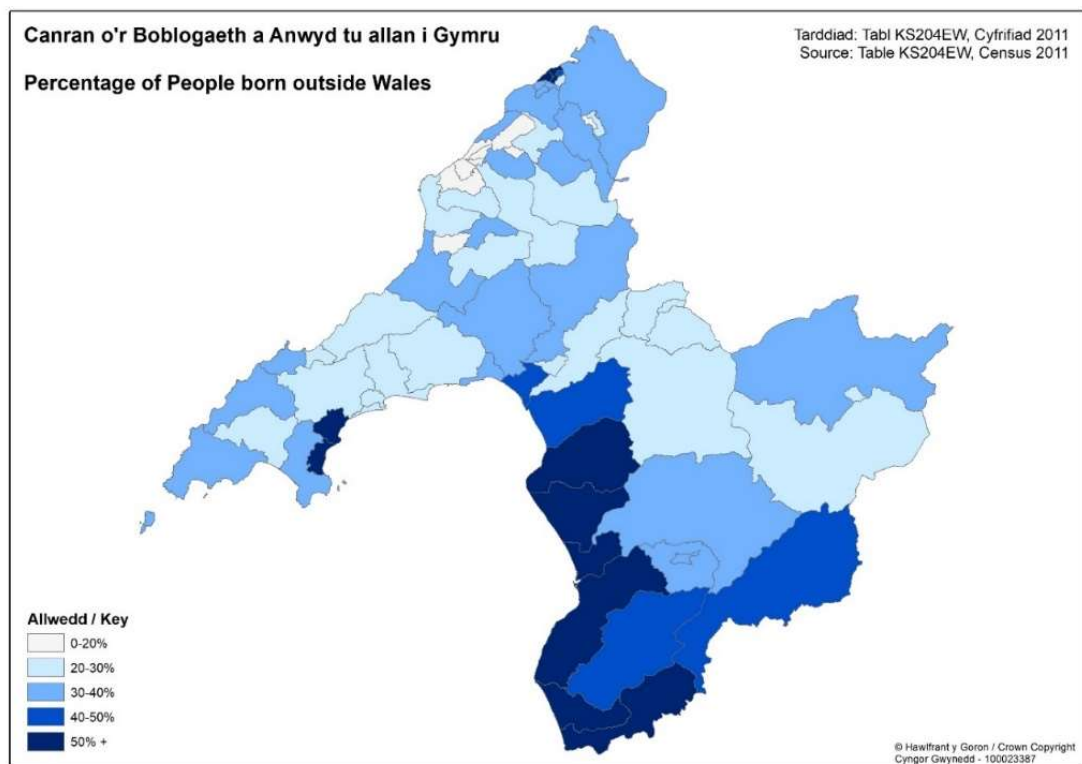 Canran o'r Boblogaeth a Anwyd tu allan i Gymru
Percentage of People born outside Wales
Tarddiad: Tabl KS204EW, Cyfrifiad 2011
Source: Table KS204EW, Census 2011
Allwedd / Key
0-20%
20-30%
30-40%
40-50%
50% +
© Hawlfraint y Goron / Crown Copyright
Cyngor Gwynedd - 100023387